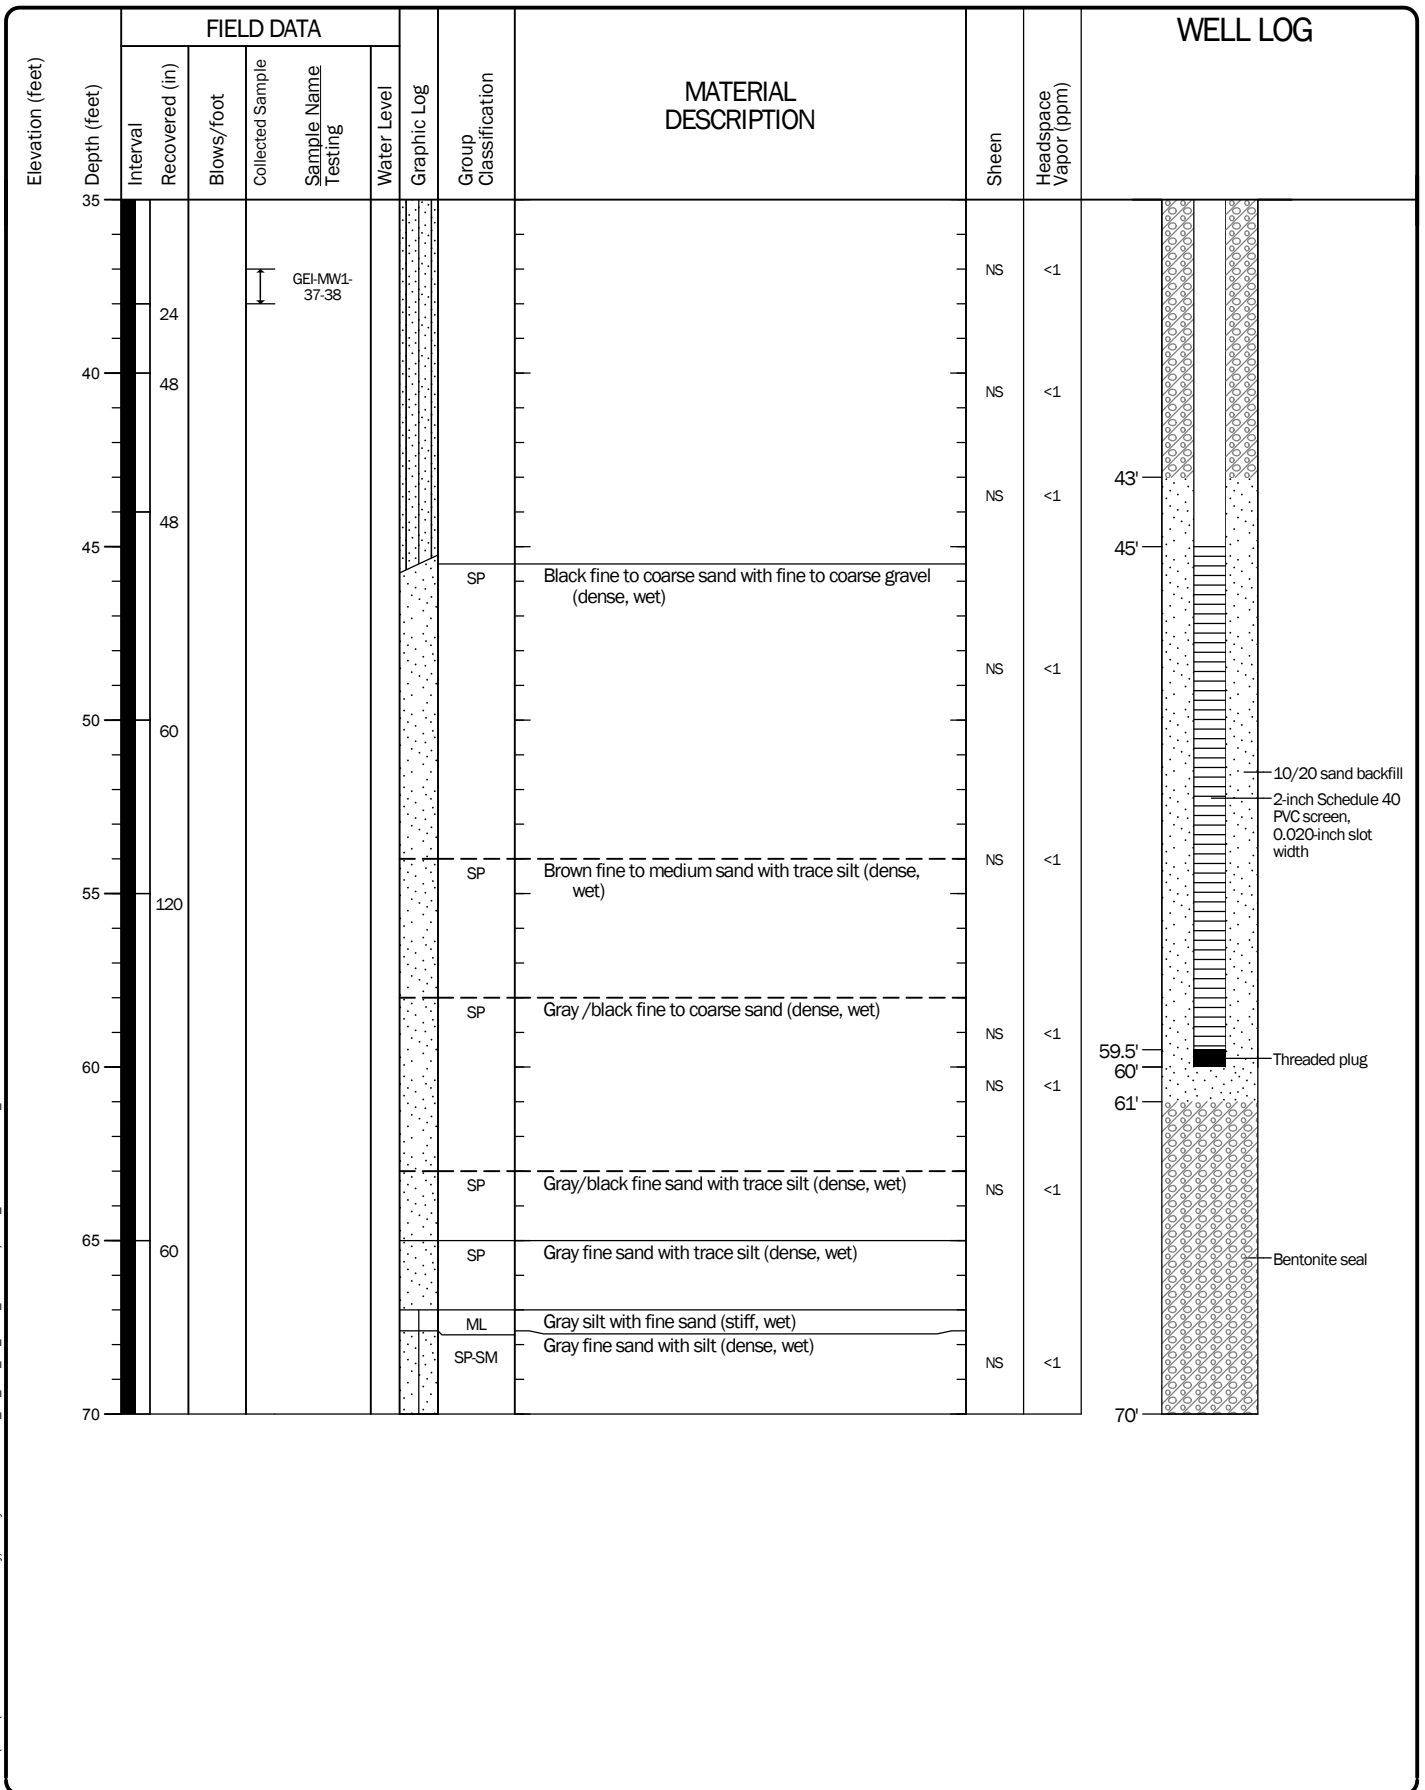 FIELD DATA
WELL LOG
Elevation (feet)
Depth (feet)
Interval
Recovered (in)
Blows/foot
Collected Sample
Sample Name
Testing
Water Level
Graphic Log
Group
Classification
MATERIAL
DESCRIPTION
Sheen
Headspace
Vapor (ppm)
35
GEI-MW1-
37-38
NS <1
24
40
48
NS <1
43'
NS <1
48
45
45'
SP Black fine to coarse sand with fine to coarse gravel
(dense, wet)
NS <1
50
60
10/20 sand backfill
2-inch Schedule 40
PVC screen,
0.020-inch slot
width
NS <1
SP Brown fine to medium sand with trace silt (dense,
wet)
55
120
SP Gray /black fine to coarse sand (dense, wet)
NS <1
59.5'
Threaded plug
60
60'
NS <1
61'
SP Gray/black fine sand with trace silt (dense, wet)
NS <1
65
60
SP Gray fine sand with trace silt (dense, wet)
Bentonite seal
ML Gray silt with fine sand (stiff, wet)
SP-SM Gray fine sand with silt (dense, wet)
NS <1
70
70'